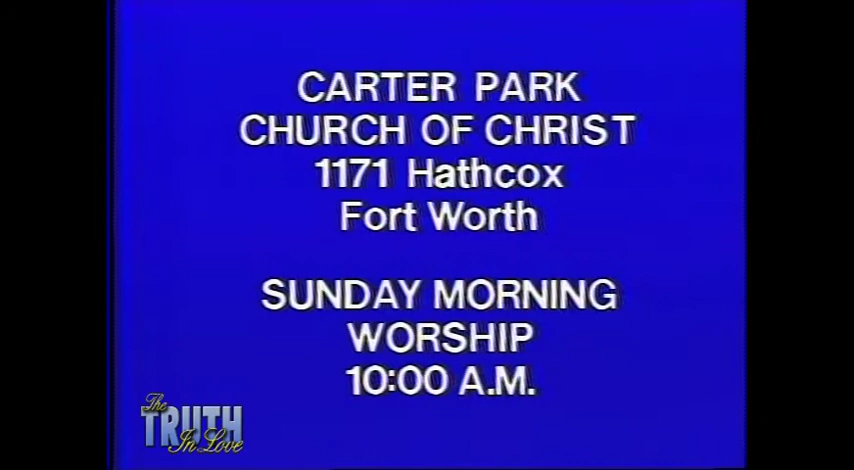 CARTER PARK
CHURCH OF CHRIST
1171 Hathcox
Fort Worth
SUNDAY MORNING
WORSHIP
10:00 A.M.
The
TRUTH
In Love